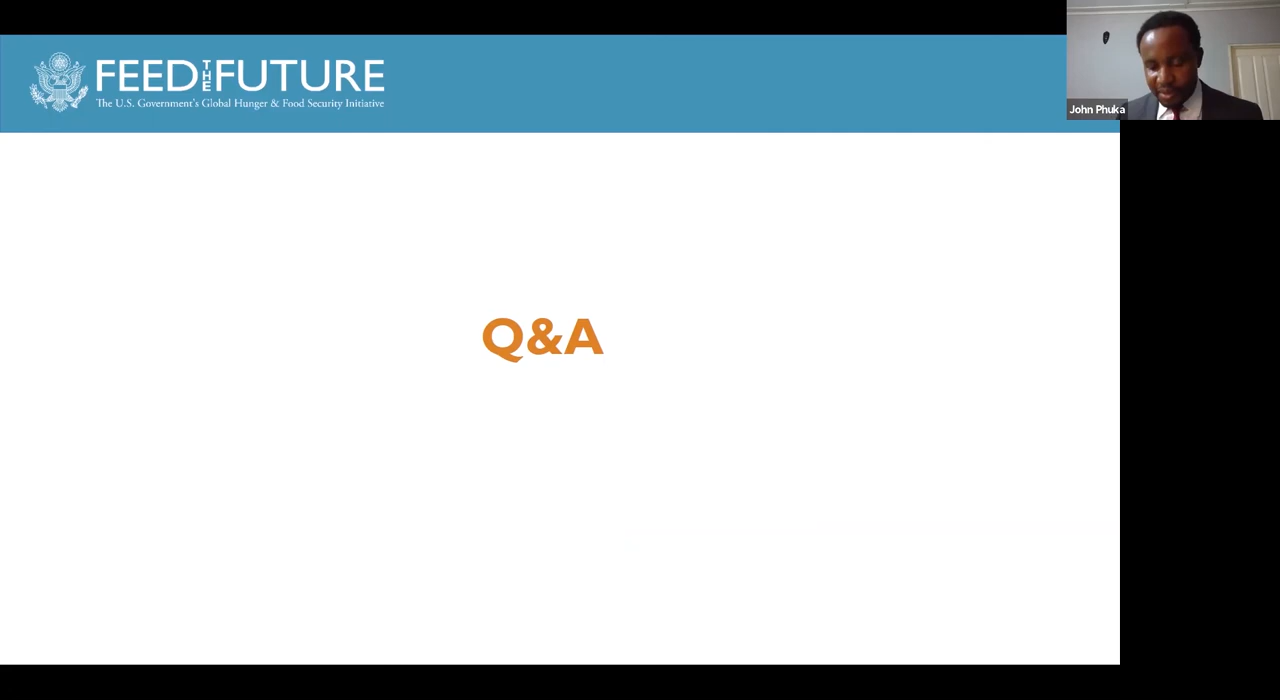 FEED THE FUTURE
The U.S. Government's Global Hunger & Food Security Initiative
John Phuka
Q&A